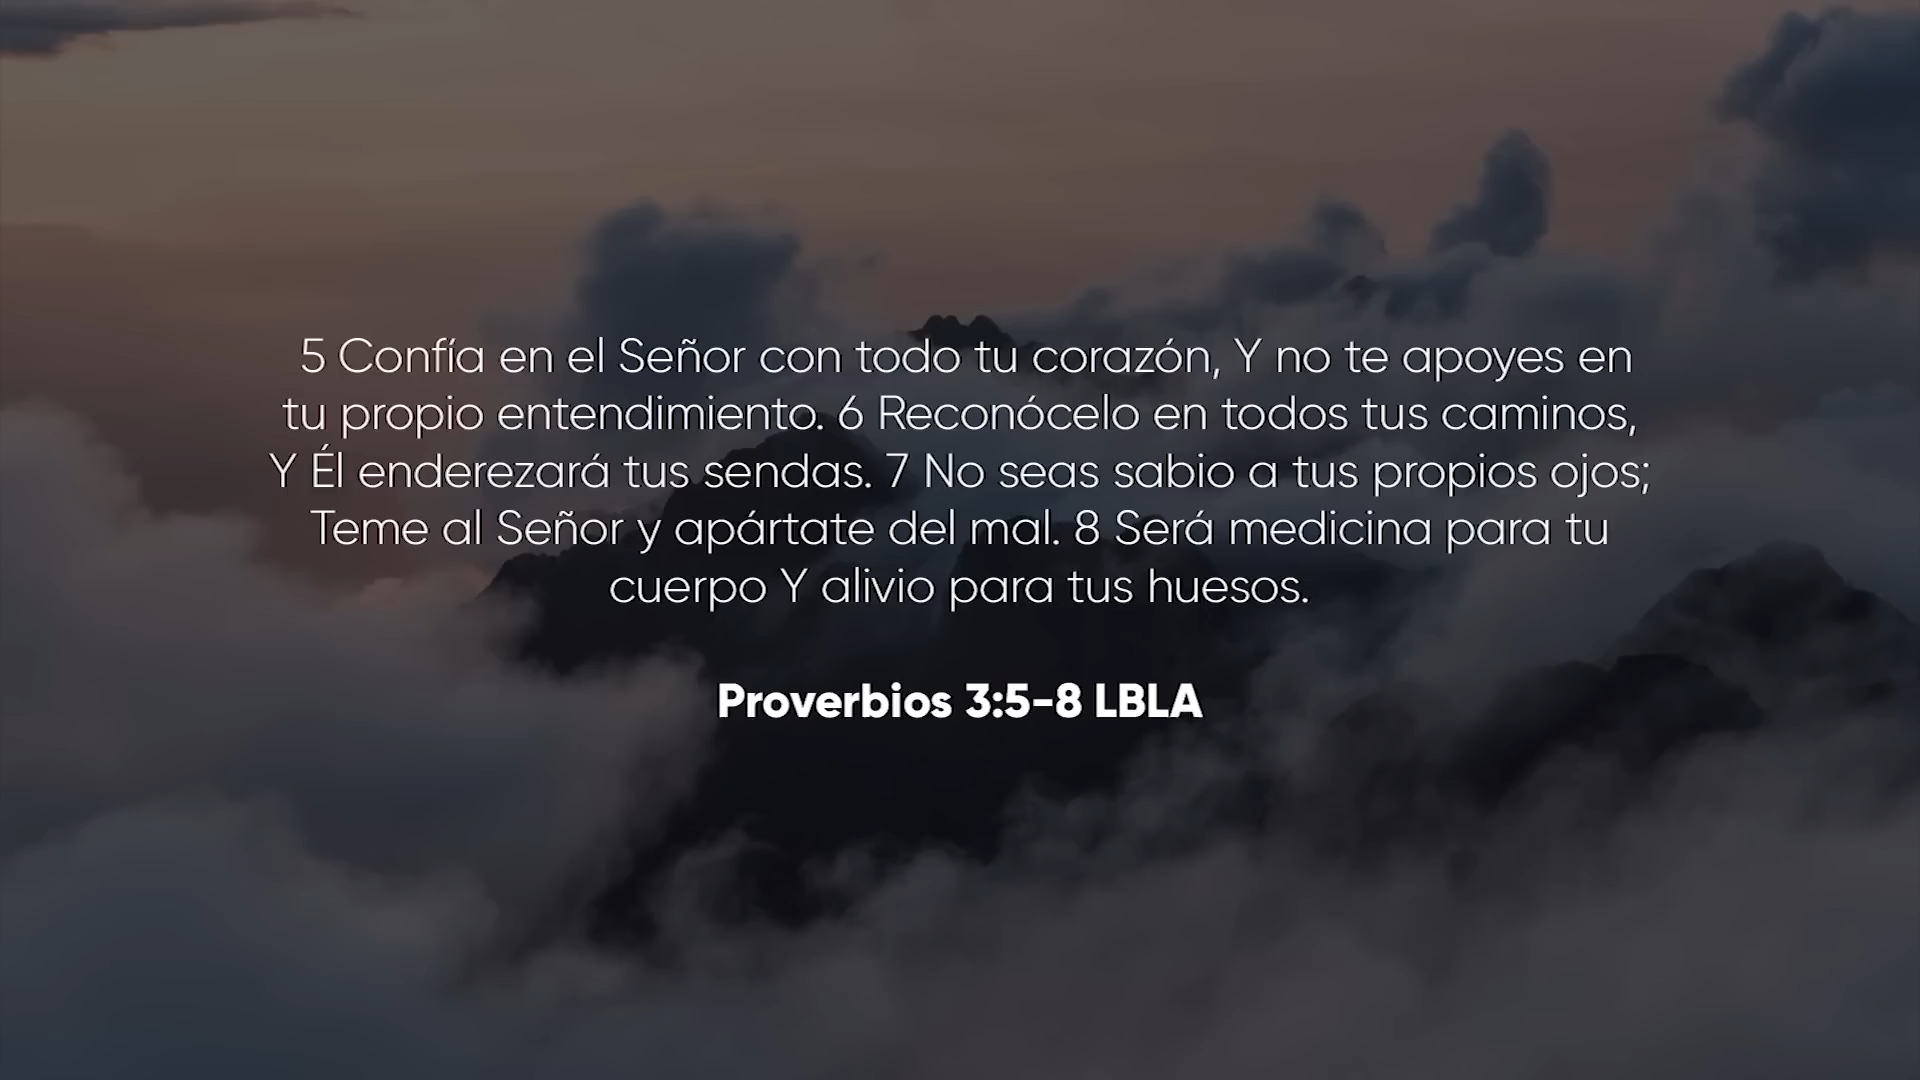 5 Confía en el Señor con todo tu corazón, Y no te apoyes en
tu propio entendimiento. 6 Reconócelo en todos tus caminos,
Y Él enderezará tus sendas. 7 No seas sabio a tus propios ojos;
Teme al Señor y apártate del mal. 8 Será medicina para tu
cuerpo Y alivio para tus huesos.
Proverbios 3:5-8 LBLA